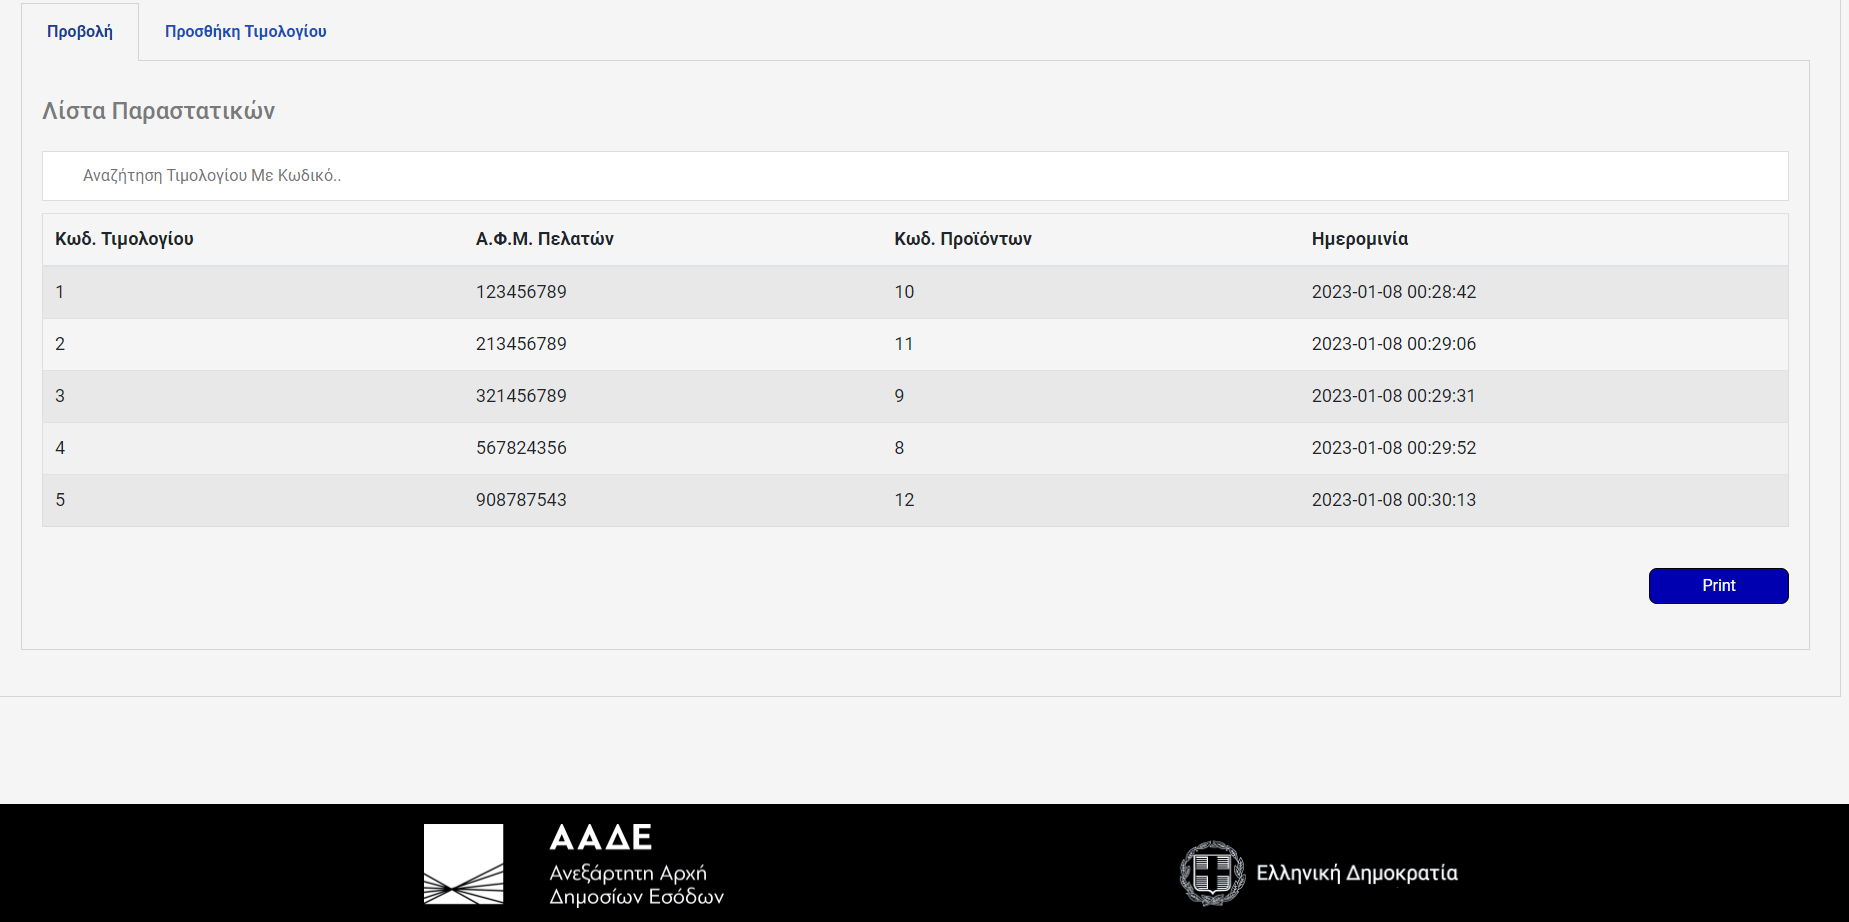 Προβολή
Προσθήκη Τιμολογίου
Λίστα Παραστατικών
Αναζήτηση Τιμολογίου Με Κωδικό..
Κωδ. Τιμολογίου Α.Φ.Μ. Πελατών Κωδ. Προϊόντων Ημερομινία
1 123456789 10 2023-01-08 00:28:42
2 213456789 11 2023-01-08 00:29:06
3 321456789 9 2023-01-08 00:29:31
4 567824356 8 2023-01-08 00:29:52
5 908787543 12 2023-01-08 00:30:13
Print
ΑΑΔΕ
Ανεξάρτητη Αρχή
Δημοσίων Εσόδων
Ελληνική Δημοκρατία